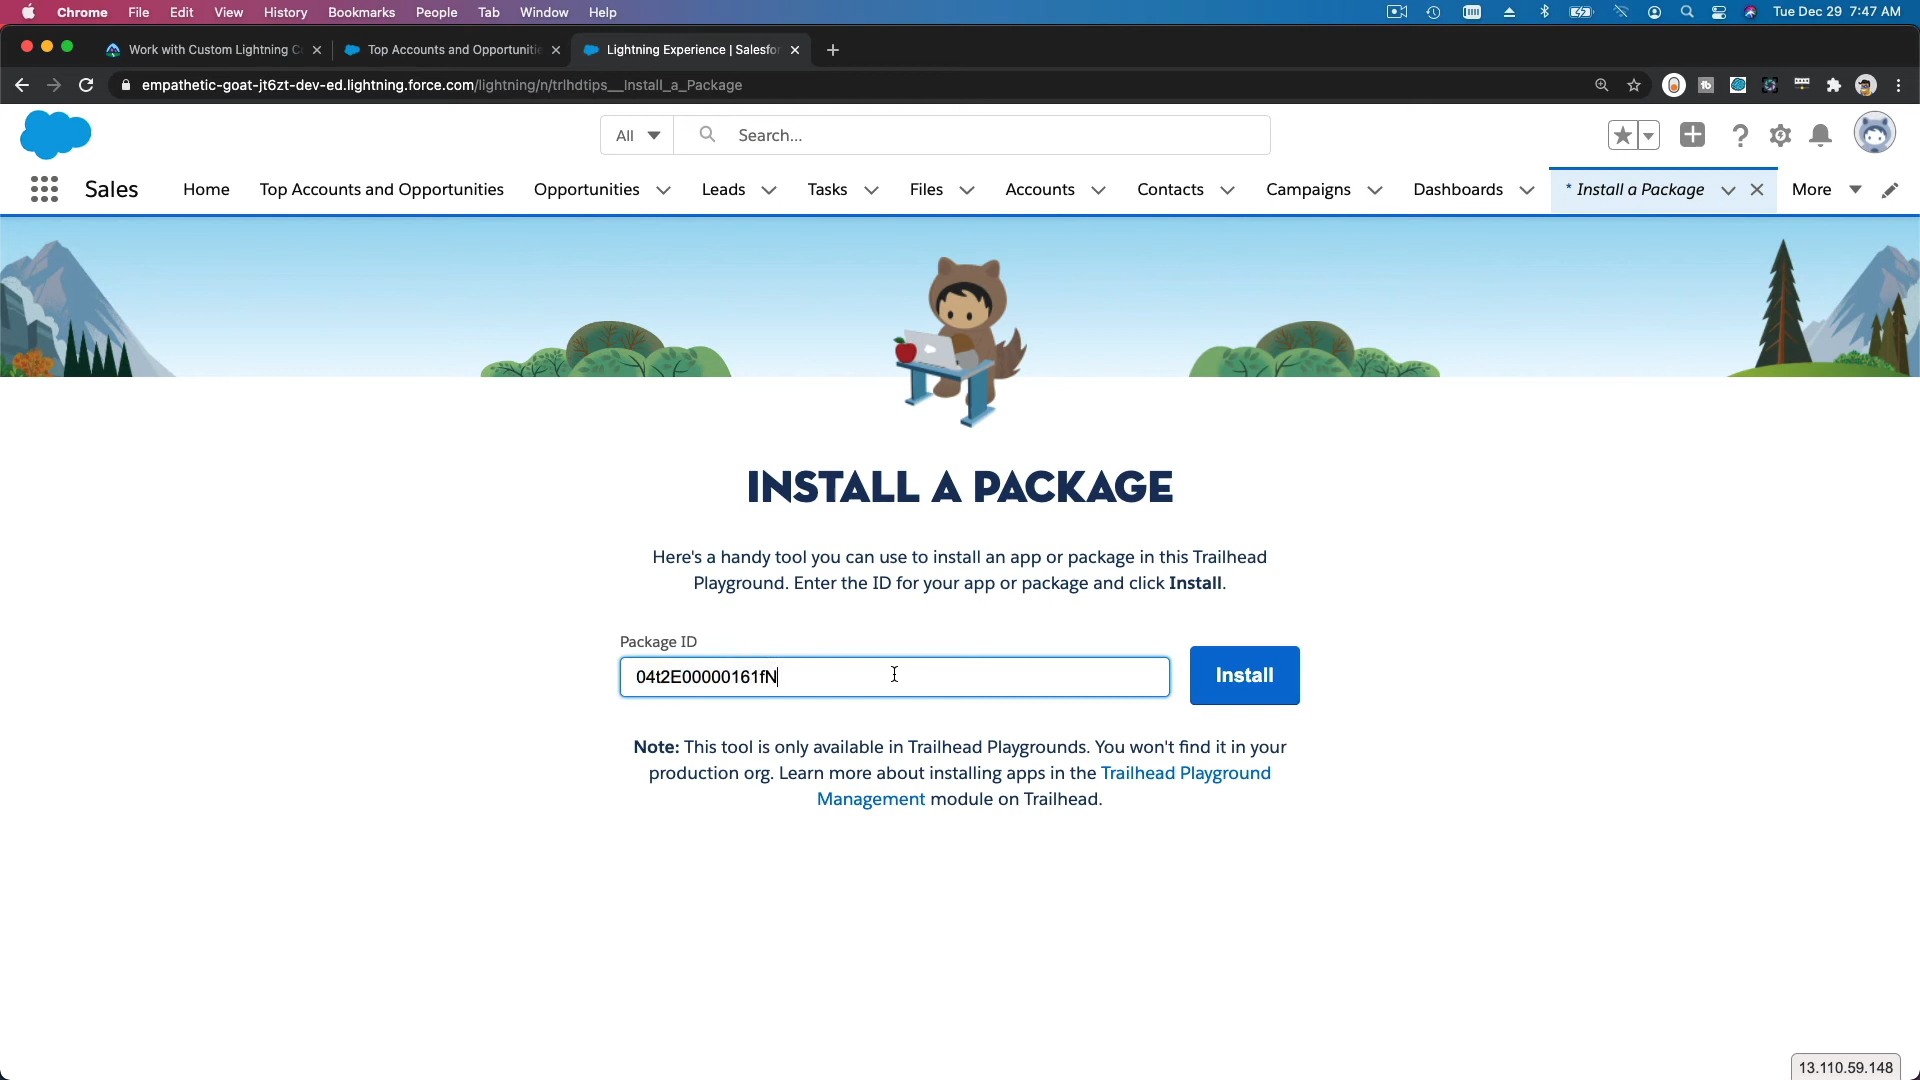 Chrome File Edit View History Bookmarks People Tab Window Help Tue Dec 29 7:47 AM
Work with Custom Lightning C Top Accounts and Opportunitie Lightning Experience | Salesfor
empathetic-goat-jt6zt-dev-ed.lightning.force.com/lightning/n/trlhdtips__Install_a_Package
All Search...
Sales Home Top Accounts and Opportunities Opportunities Leads Tasks Files Accounts Contacts Campaigns Dashboards * Install a Package More
INSTALL A PACKAGE
Here's a handy tool you can use to install an app or package in this Trailhead
Playground. Enter the ID for your app or package and click Install.
Package ID
04t2E00000161fN
Install
Note: This tool is only available in Trailhead Playgrounds. You won't find it in your
production org. Learn more about installing apps in the Trailhead Playground
Management module on Trailhead.
13.110.59.148